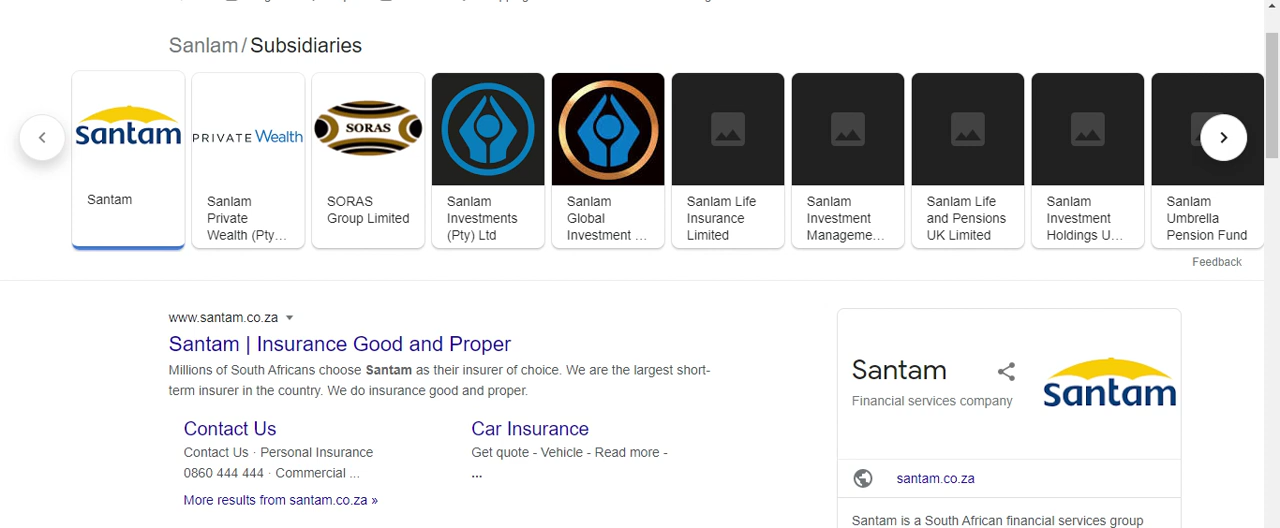 Sanlam/Subsidiaries
santam
PRIVATE Wealth
SORAS
Santam
Sanlam
Private
Wealth (Pty…
SORAS
Group Limited
Sanlam
Investments
(Pty) Ltd
Sanlam
Global
Investment …
Sanlam Life
Insurance
Limited
Sanlam
Investment
Manageme…
Sanlam Life
and Pensions
UK Limited
Sanlam
Investment
Holdings U…
Sanlam
Umbrella
Pension Fund
Feedback
www.santam.co.za
Santam | Insurance Good and Proper
Millions of South Africans choose Santam as their insurer of choice. We are the largest short-
term insurer in the country. We do insurance good and proper.
Contact Us
Contact Us · Personal Insurance
0860 444 444 · Commercial ...
Car Insurance
Get quote - Vehicle - Read more -
...
More results from santam.co.za »
Santam
Financial services company
santam
santam.co.za
Santam is a South African financial services group